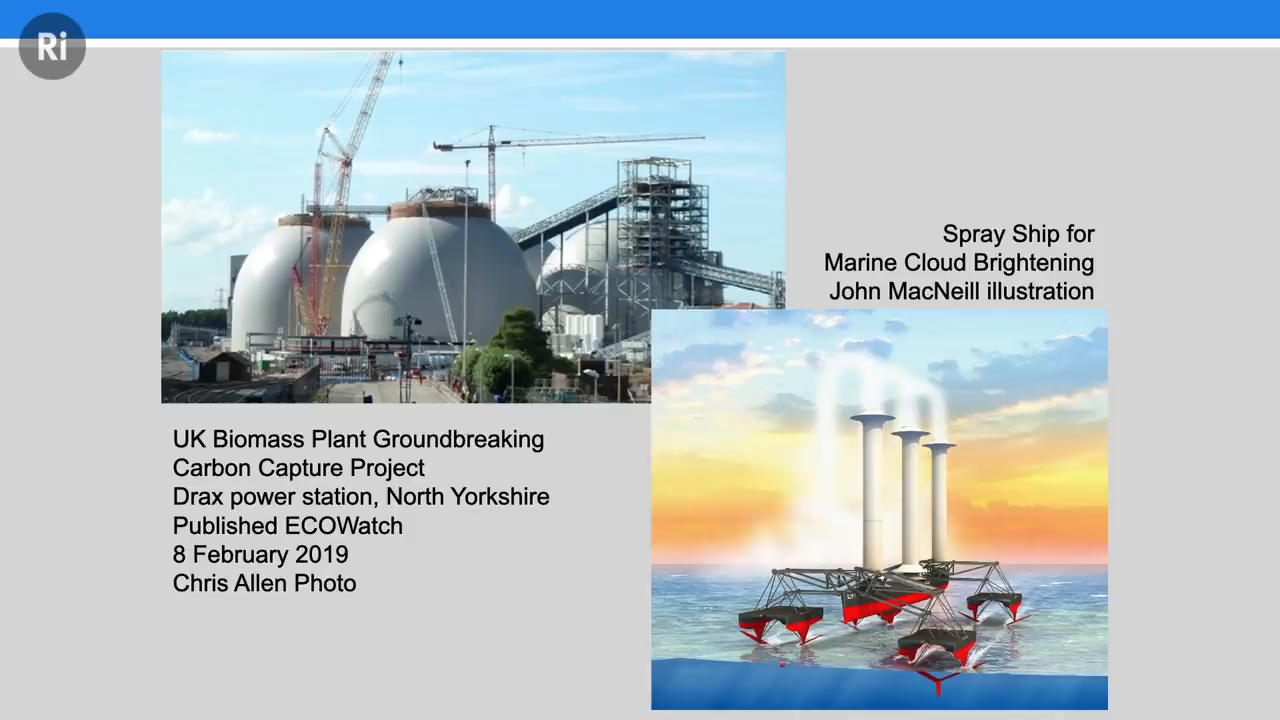 Ri
Spray Ship for
Marine Cloud Brightening
John MacNeill illustration
UK Biomass Plant Groundbreaking
Carbon Capture Project
Drax power station, North Yorkshire
Published ECOWatch
8 February 2019
Chris Allen Photo